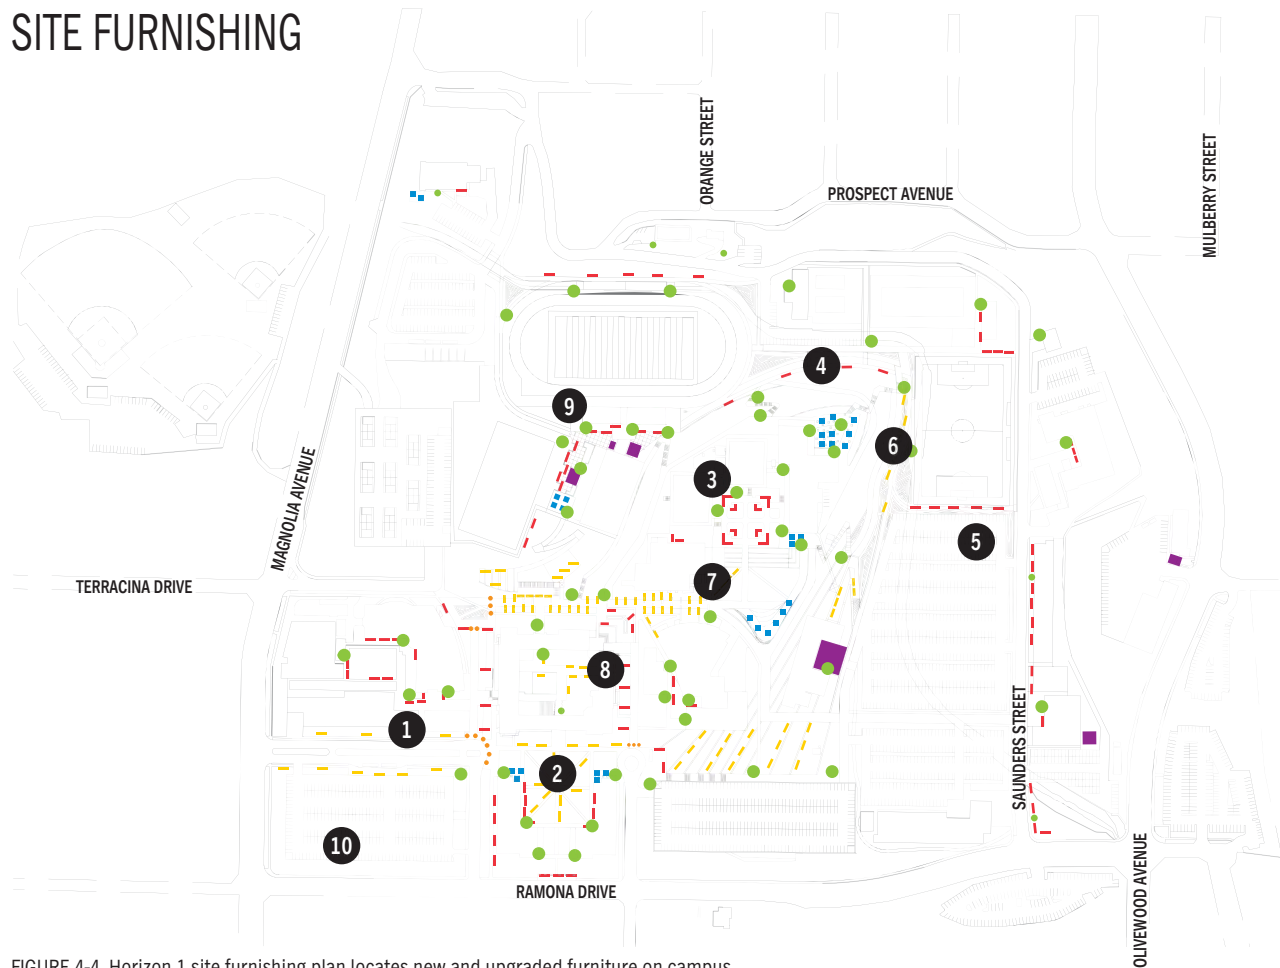 SITE FURNISHING
ORANGE STREET
PROSPECT AVENUE
MULBERRY STREET
4
9
6
3
MAGNOLIA AVENUE
5
TERRACINA DRIVE
7
8
1
SAUNDERS STREET
2
10
RAMONA DRIVE
OLIVEWOOD AVENUE
FIGURE 4-4. Horizon 1 site furnishing plan locates new and upgraded furniture on campus